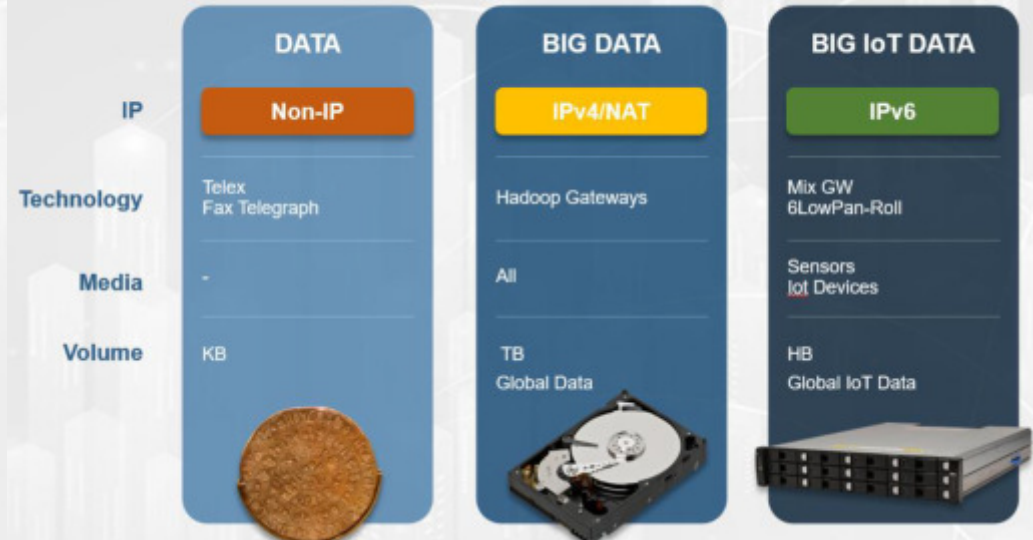 DATA
BIG DATA
BIG IoT DATA
IP
Non-IP
IPv4/NAT
IPv6
Technology
Telex
Fax Telegraph
Hadoop Gateways
Mix GW
6LowPan-Roll
Media
-
All
Sensors
Iot Devices
Volume
KB
TB
Global Data
HB
Global IoT Data